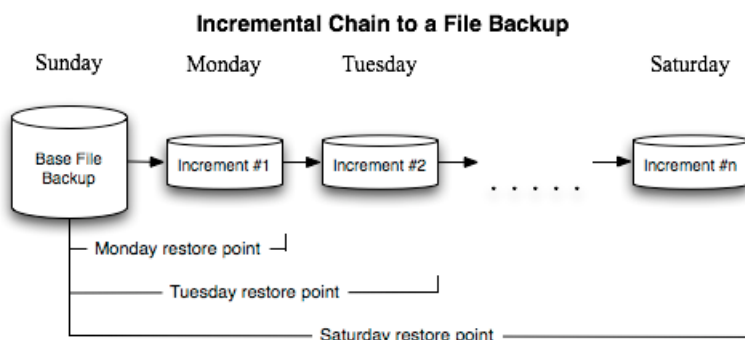 Incremental Chain to a File Backup
Sunday Monday Tuesday Saturday
Base File
Backup
Increment #1 Increment #2 . . . . . Increment #n
Monday restore point
Tuesday restore point
Saturday restore point